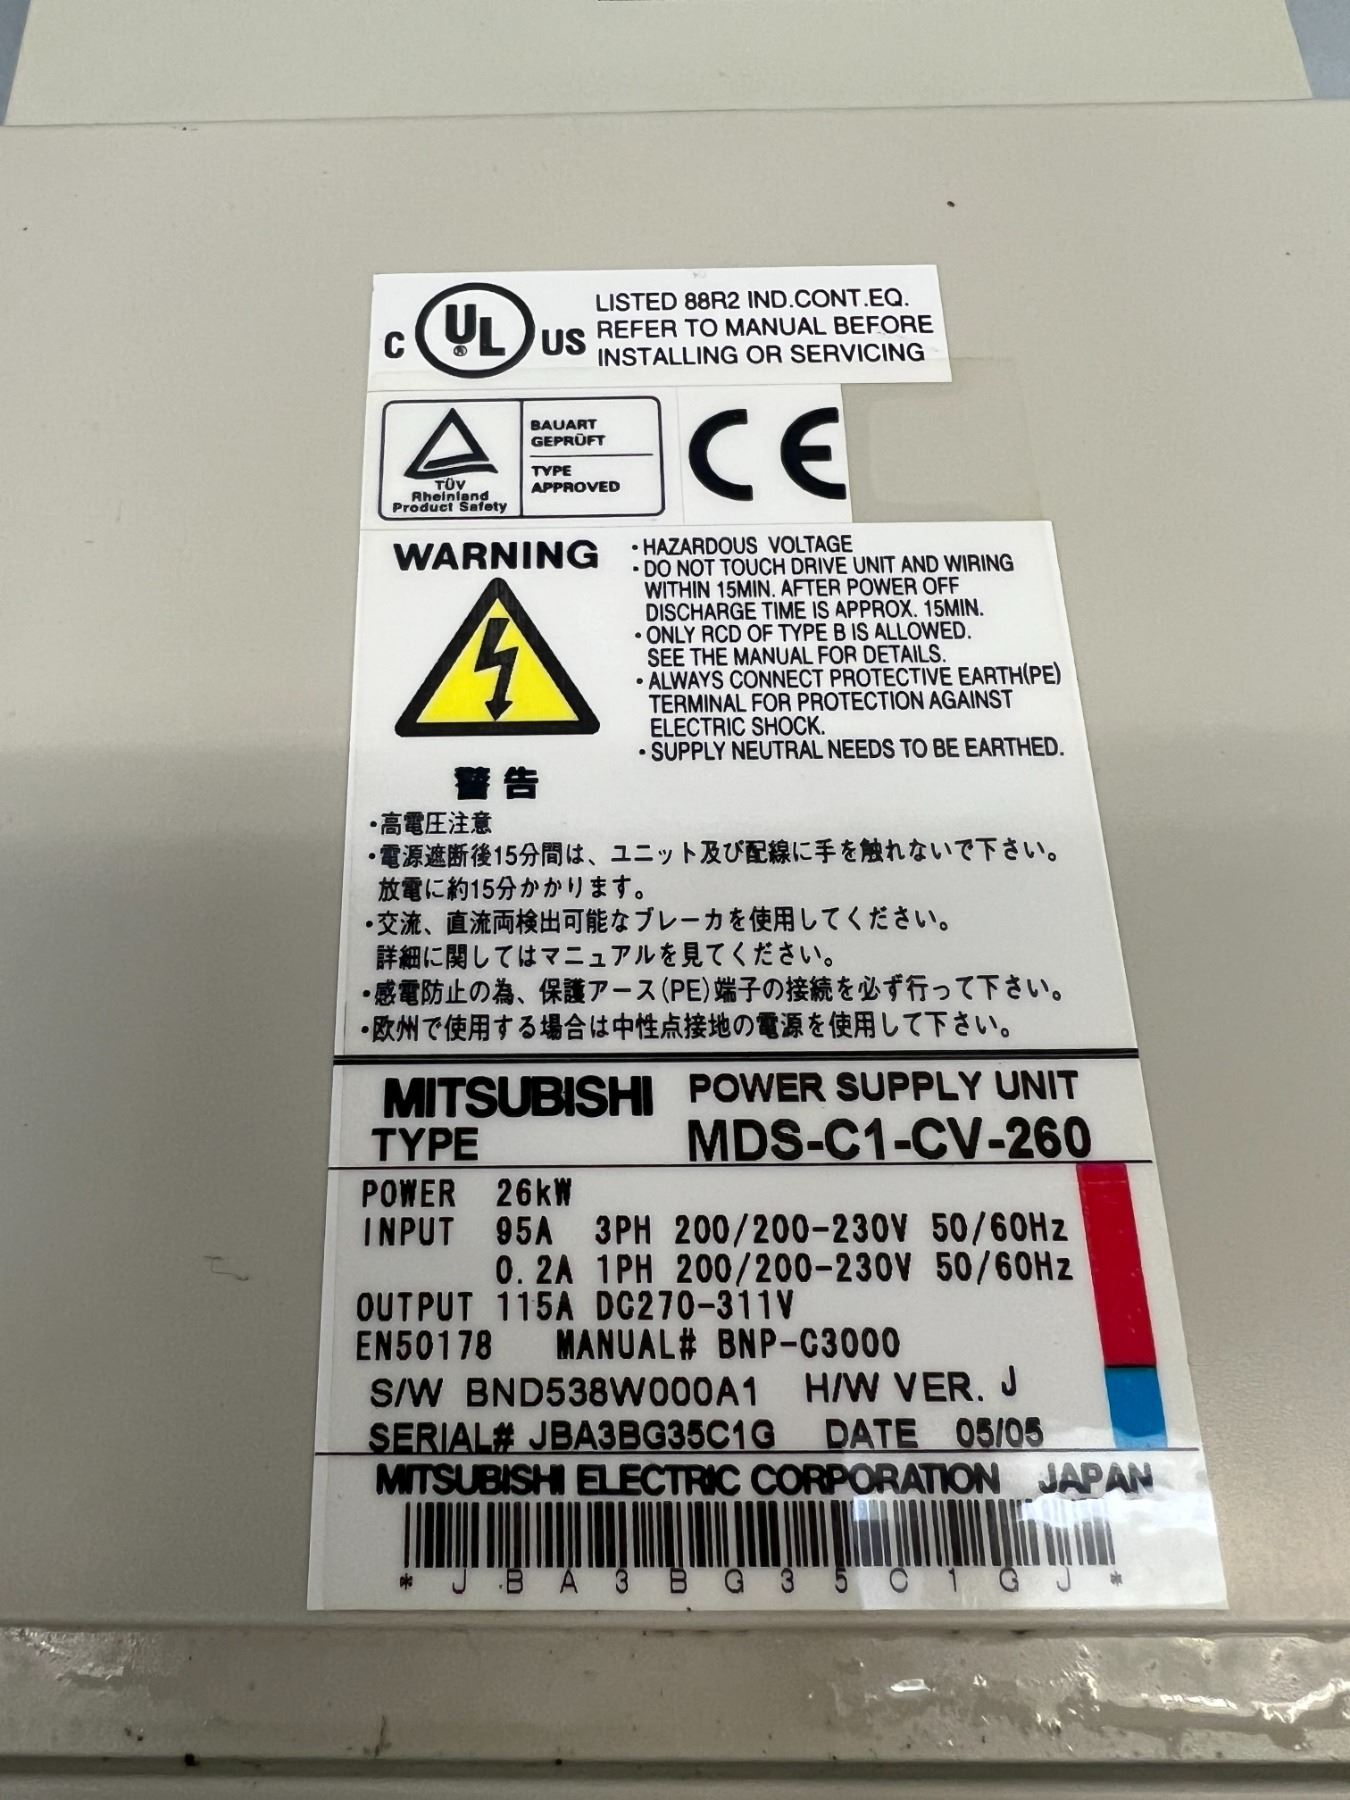 C UL US
LISTED 88R2 IND.CONT.EQ.
REFER TO MANUAL BEFORE
INSTALLING OR SERVICING
TÜV
Rheinland
Product Safety
BAUART
GEPRÜFT
TYPE
APPROVED
CE
WARNING
・HAZARDOUS VOLTAGE
・DO NOT TOUCH DRIVE UNIT AND WIRING
WITHIN 15MIN. AFTER POWER OFF
DISCHARGE TIME IS APPROX. 15MIN.
・ONLY RCD OF TYPE B IS ALLOWED.
SEE THE MANUAL FOR DETAILS.
・ALWAYS CONNECT PROTECTIVE EARTH(PE)
TERMINAL FOR PROTECTION AGAINST
ELECTRIC SHOCK.
・SUPPLY NEUTRAL NEEDS TO BE EARTHED.
警告
・高電圧注意
・電源遮断後15分間は、ユニット及び配線に手を触れないで下さい。
放電に約15分かかります。
・交流、直流両検出可能なブレーカを使用してください。
詳細に関してはマニュアルを見てください。
・感電防止の為、保護アース(PE)端子の接続を必ず行って下さい。
・欧州で使用する場合は中性点接地の電源を使用して下さい。
MITSUBISHI POWER SUPPLY UNIT
TYPE MDS-C1-CV-260
POWER 26kW
INPUT 95A 3PH 200/200-230V 50/60Hz
0.2A 1PH 200/200-230V 50/60Hz
OUTPUT 115A DC270-311V
EN50178 MANUAL# BNP-C3000
S/W BND538W000A1 H/W VER. J
SERIAL# JBA3BG35C1G DATE 05/05
MITSUBISHI ELECTRIC CORPORATION JAPAN
* J B A 3 B G 3 5 C 1 G J *